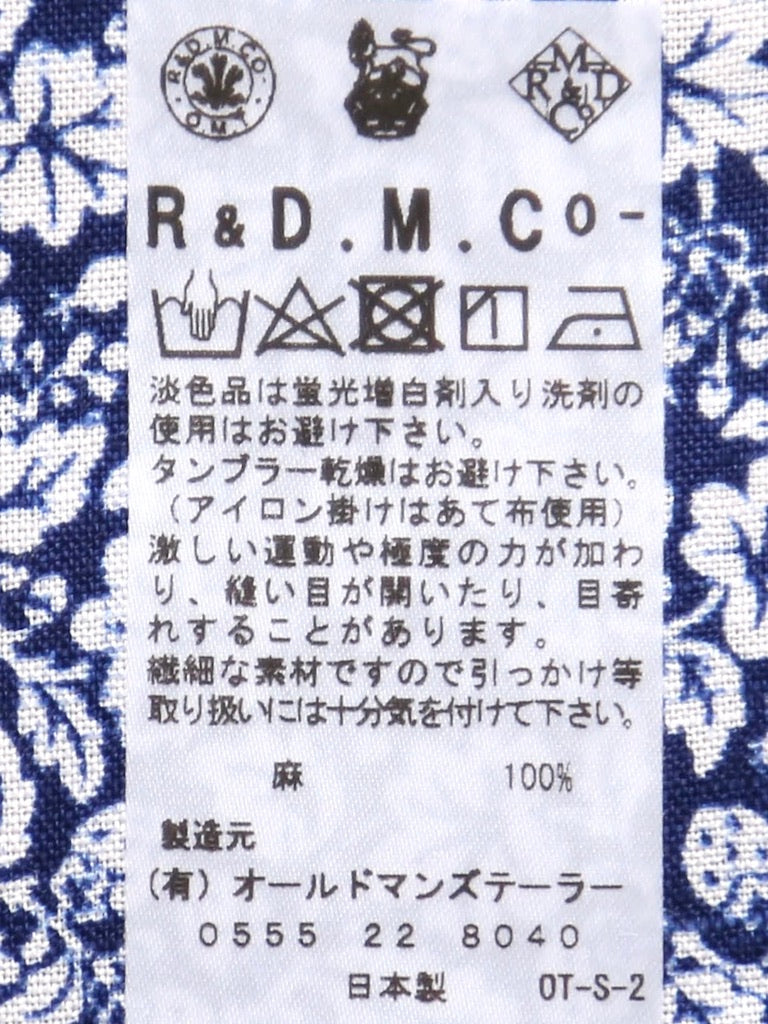 R.&D.M.CO.
O.M.T.
R M & D Co
R & D . M . Co -
淡色品は蛍光増白剤入り洗剤の
使用はお避け下さい。
タンブラー乾燥はお避け下さい。
（アイロン掛けはあて布使用）
激しい運動や極度の力が加わ
り、縫い目が開いたり、目寄
れすることがあります。
繊細な素材ですので引っかけ等
取り扱いには十分気を付けて下さい。
麻 100%
製造元
(有) オールドマンズテーラー
0555 22 8040
日本製 OT-S-2